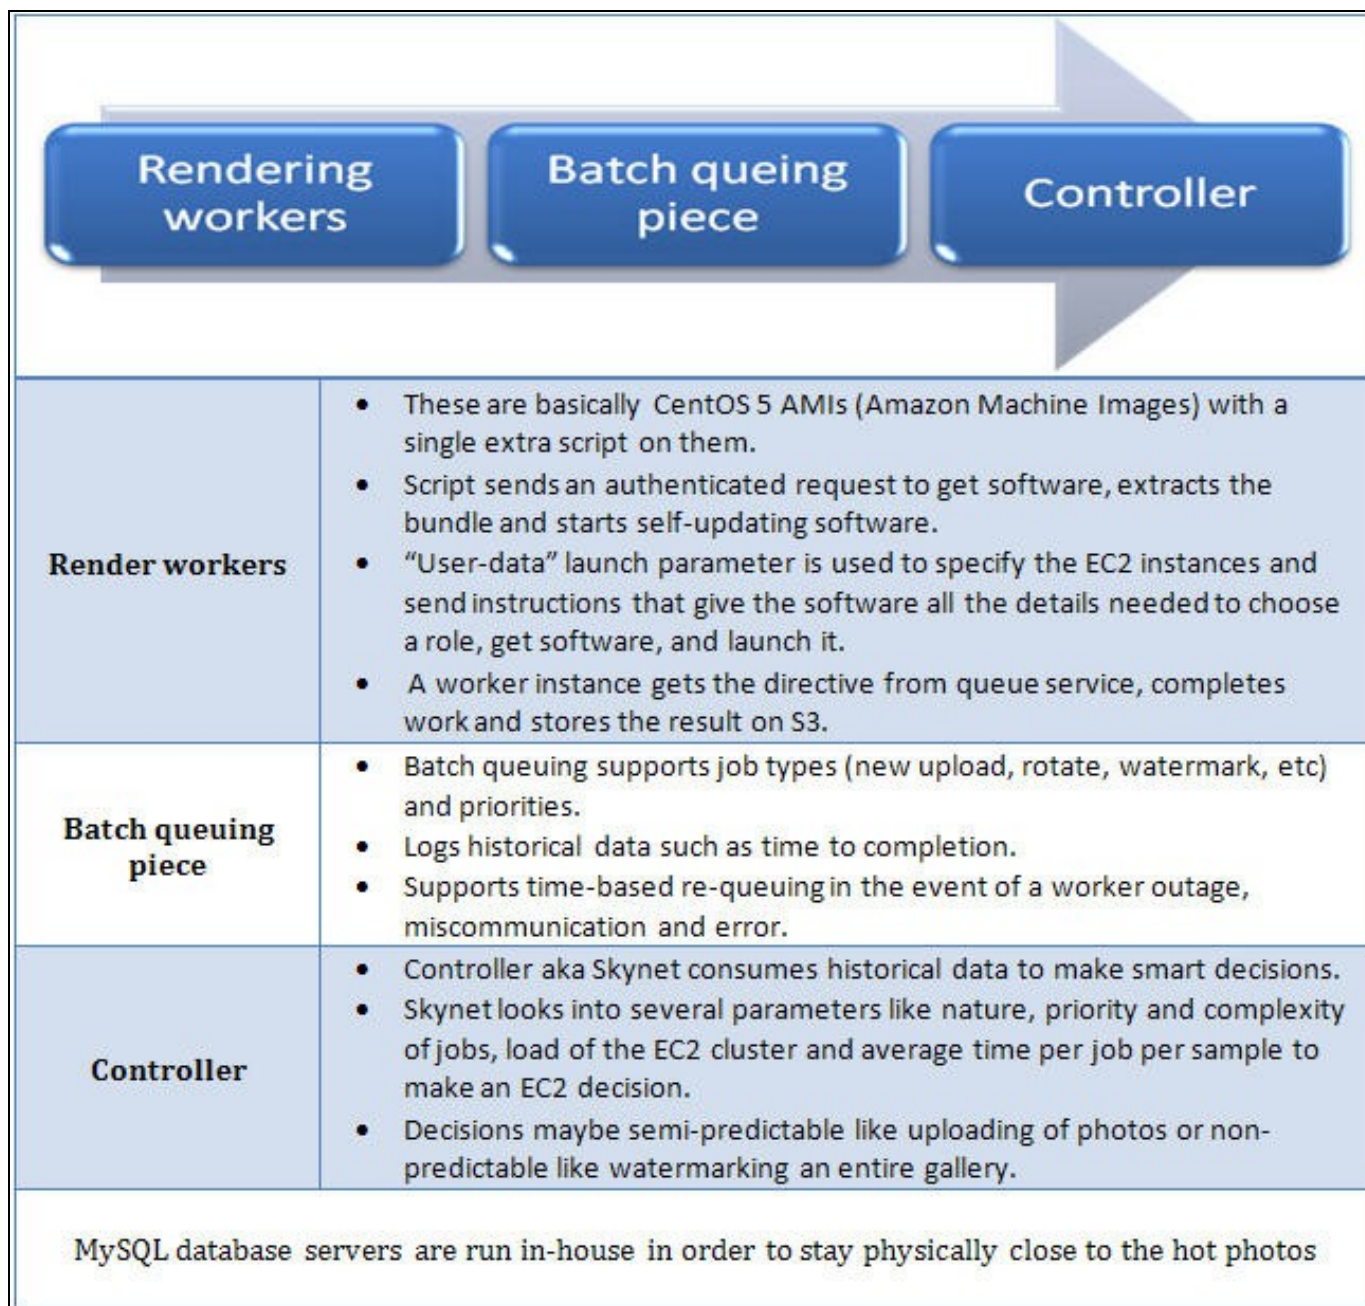 Rendering
workers
Batch queing
piece
Controller
Render workers
• These are basically CentOS 5 AMIs (Amazon Machine Images) with a
single extra script on them.
• Script sends an authenticated request to get software, extracts the
bundle and starts self-updating software.
• “User-data” launch parameter is used to specify the EC2 instances and
send instructions that give the software all the details needed to choose
a role, get software, and launch it.
• A worker instance gets the directive from queue service, completes
work and stores the result on S3.
Batch queuing
piece
• Batch queuing supports job types (new upload, rotate, watermark, etc)
and priorities.
• Logs historical data such as time to completion.
• Supports time-based re-queuing in the event of a worker outage,
miscommunication and error.
Controller
• Controller aka Skynet consumes historical data to make smart decisions.
• Skynet looks into several parameters like nature, priority and complexity
of jobs, load of the EC2 cluster and average time per job per sample to
make an EC2 decision.
• Decisions maybe semi-predictable like uploading of photos or non-
predictable like watermarking an entire gallery.
MySQL database servers are run in-house in order to stay physically close to the hot photos